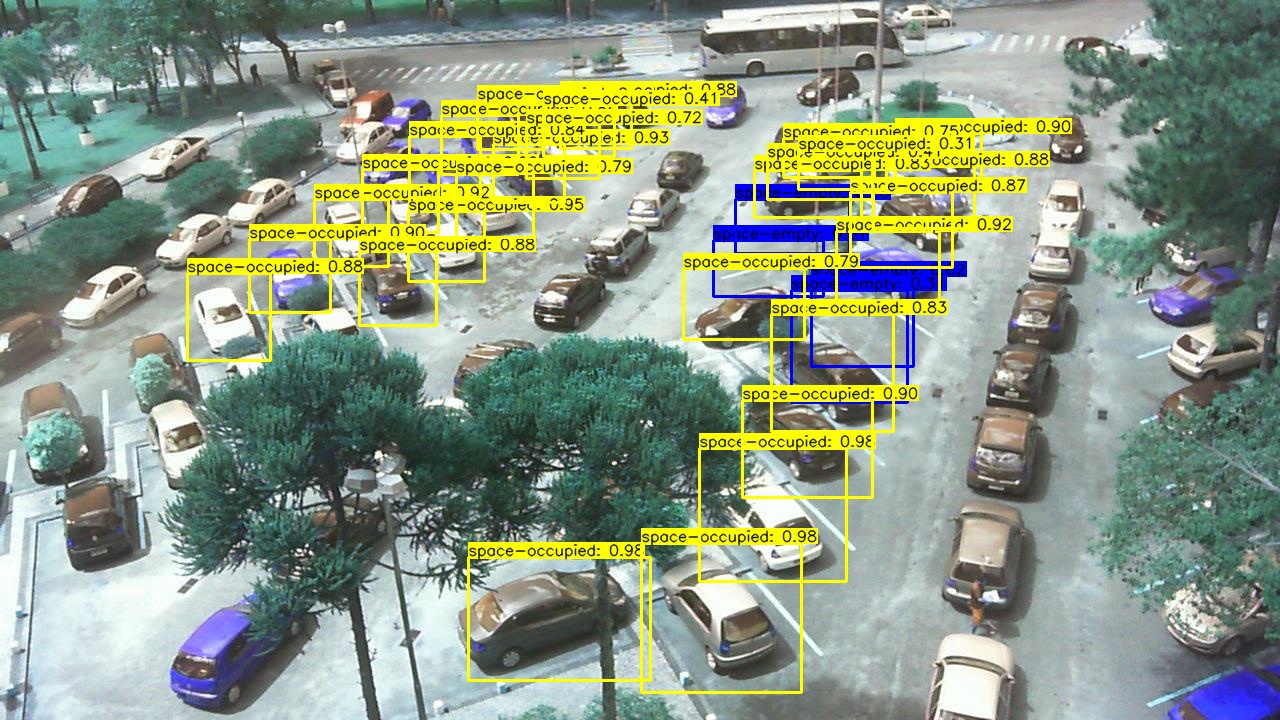 space-occupied: 0.88
space-occupied: 0.41
space-occupied: 0.72
space-occupied: 0.84
space-occupied: 0.93
space-occupied: 0.79
space-occupied: 0.92
space-occupied: 0.95
space-occupied: 0.90
space-occupied: 0.88
space-occupied: 0.88
space-occupied: 0.75
occupied: 0.90
space-occupied: 0.31
space-occupied: 0.83
occupied: 0.88
space-occupied: 0.87
space-empty:
space-occupied: 0.92
space-empty:
space-occupied: 0.79
space-empty:
space-empty: 0.3
space-occupied: 0.83
space-occupied: 0.90
space-occupied: 0.98
space-occupied: 0.98
space-occupied: 0.98